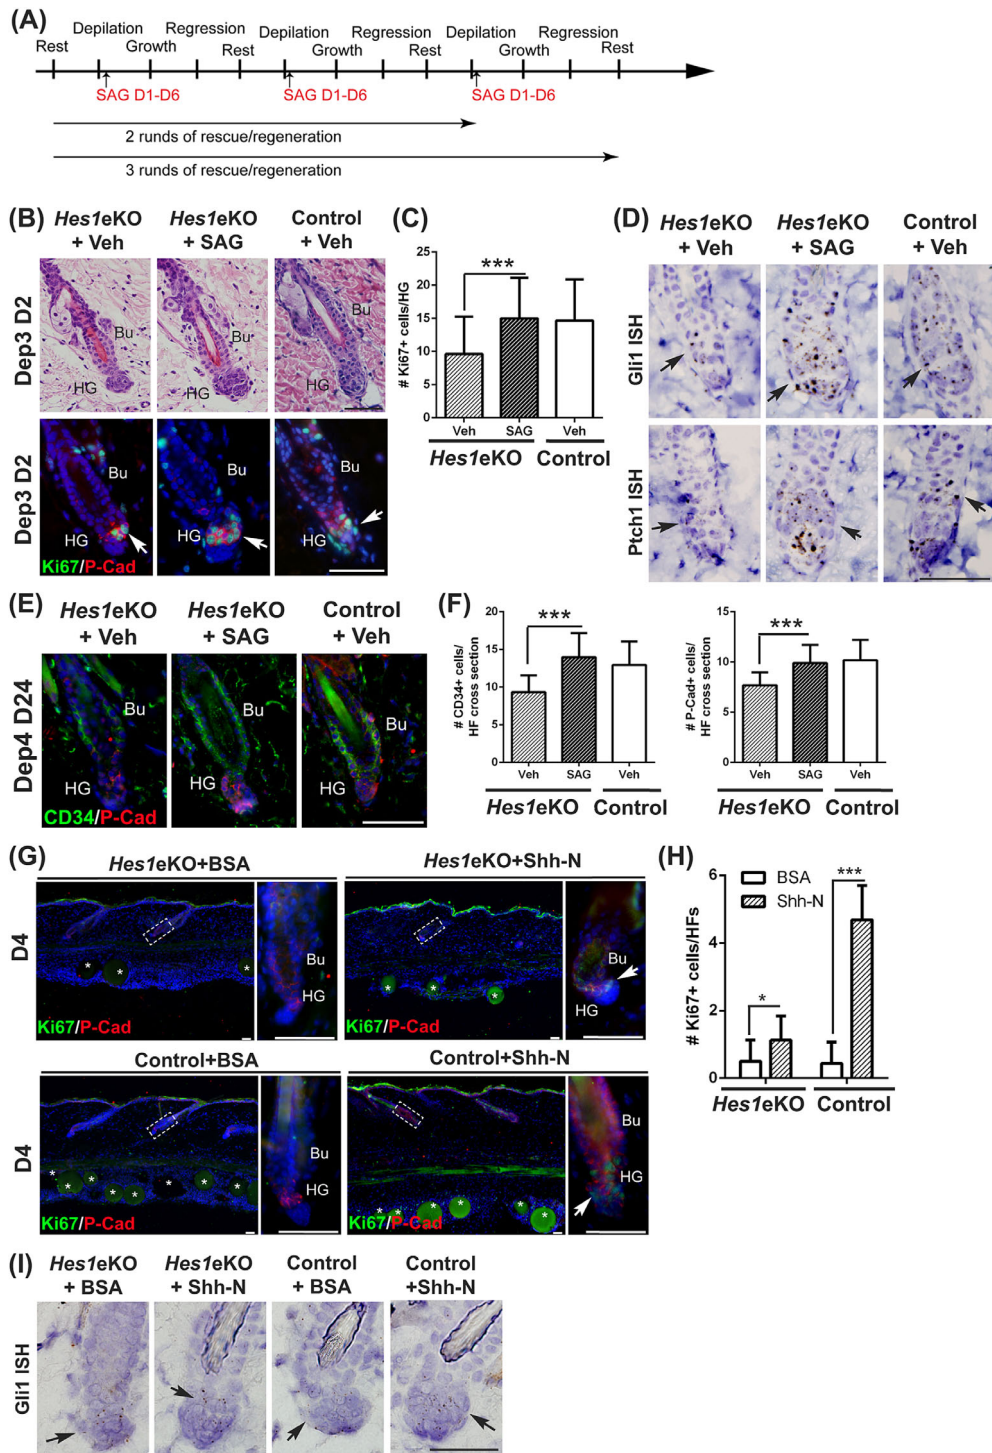 (A)
Depilation Regression Depilation Regression Depilation Regression
Rest Growth Rest Growth Rest Growth Rest
SAG D1-D6 SAG D1-D6 SAG D1-D6
2 runds of rescue/regeneration
3 runds of rescue/regeneration
(B)
Hes1eKO + Veh
Hes1eKO + SAG
Control + Veh
Dep3 D2
Bu
HG
Bu
HG
Bu
HG
Dep3 D2
Bu
HG
Bu
HG
Bu
HG
Ki67/P-Cad
(C)
# Ki67+ cells/HG
25
20
15
10
5
0
***
Veh SAG Veh
Hes1eKO Control
(D)
Hes1eKO + Veh
Hes1eKO + SAG
Control + Veh
Gli1 ISH
Ptch1 ISH
(E)
Hes1eKO + Veh
Hes1eKO + SAG
Control + Veh
Dep4 D24
Bu
HG
Bu
HG
Bu
HG
CD34/P-Cad
(F)
# CD34+ cells/
HF cross section
20
15
10
5
0
***
Veh SAG Veh
Hes1eKO Control
# P-Cad+ cells/
HF cross section
15
10
5
0
***
Veh SAG Veh
Hes1eKO Control
(G)
Hes1eKO+BSA
Hes1eKO+Shh-N
D4
* * *
Ki67/P-Cad
Bu
HG
* * *
Ki67/P-Cad
Bu
HG
Control+BSA
Control+Shh-N
D4
* * * * * * * *
Ki67/P-Cad
Bu
HG
* * * * * *
Ki67/P-Cad
Bu
HG
(H)
# Ki67+ cells/HFs
6
4
2
0
BSA
Shh-N
*
***
Hes1eKO Control
(I)
Hes1eKO + BSA
Hes1eKO + Shh-N
Control + BSA
Control +Shh-N
Gli1 ISH